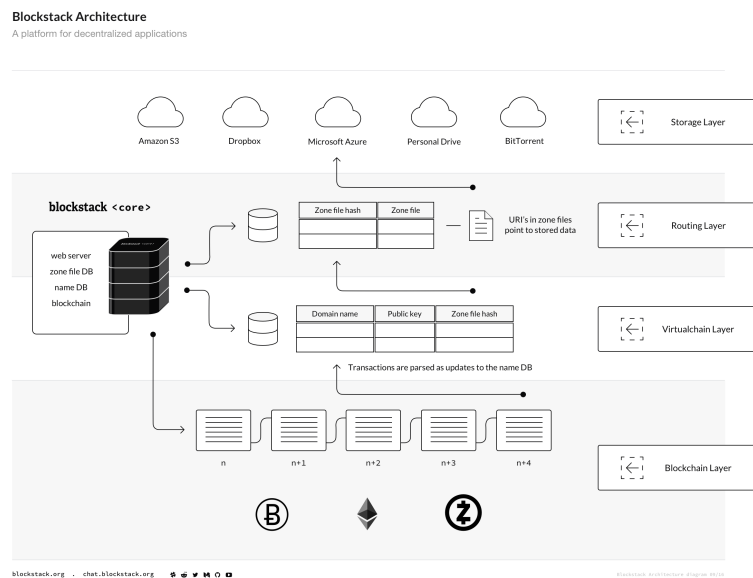 Blockstack Architecture
A platform for decentralized applications
Amazon S3
Dropbox
Microsoft Azure
Personal Drive
BitTorrent
Storage Layer
blockstack <core>
web server
zone file DB
name DB
blockchain
Zone file hash
Zone file
URI's in zone files
point to stored data
Routing Layer
Domain name
Public key
Zone file hash
Virtualchain Layer
Transactions are parsed as updates to the name DB
n
n+1
n+2
n+3
n+4
Blockchain Layer
blockstack.org . chat.blockstack.org
Blockstack Architecture diagram